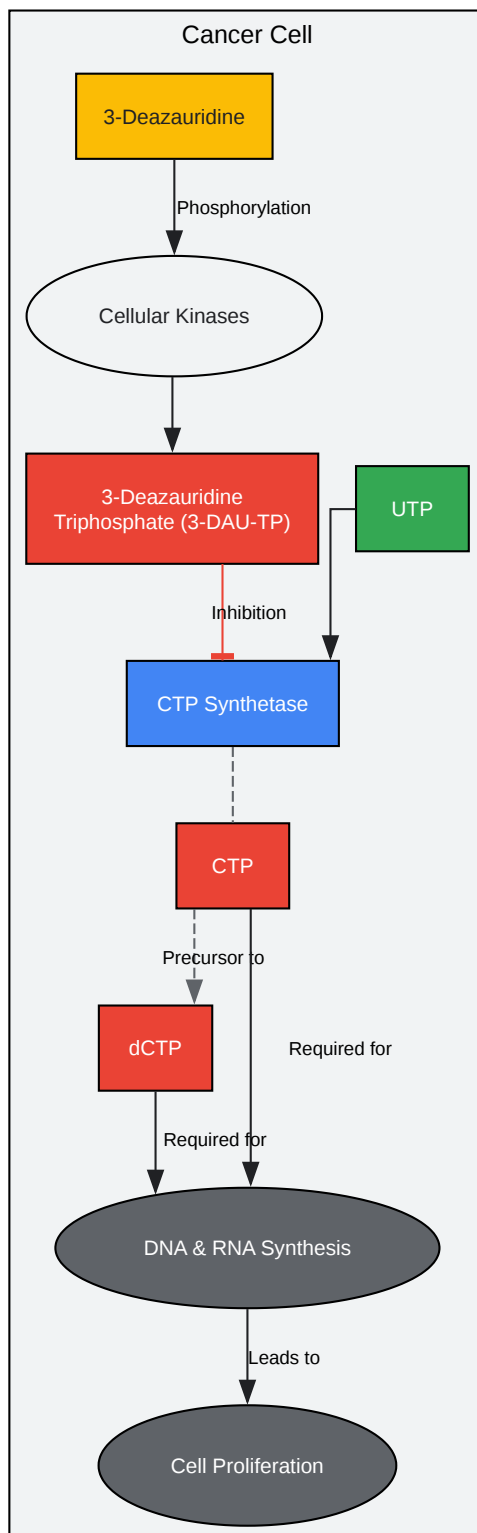 Cancer Cell
3-Deazauridine
Phosphorylation
Cellular Kinases
3-Deazauridine
Triphosphate (3-DAU-TP)
UTP
Inhibition
CTP Synthetase
CTP
Precursor to
dCTP
Required for
Required for
DNA & RNA Synthesis
Leads to
Cell Proliferation